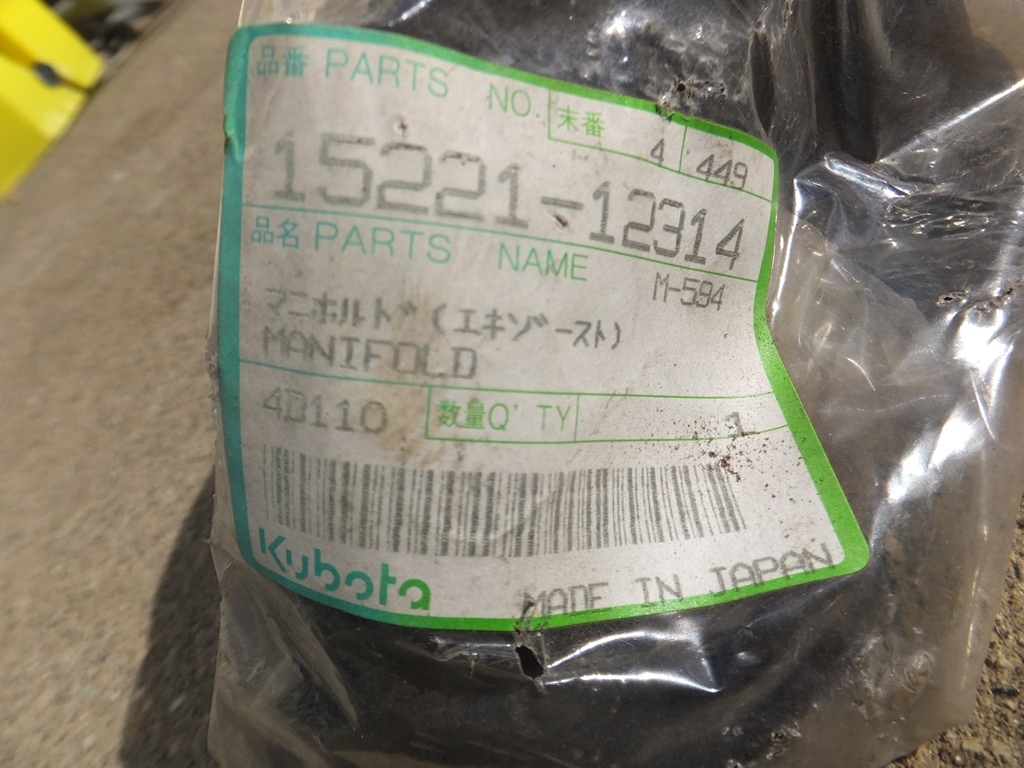 品番 PARTS NO. 末番
4 449
15221-12314
品名 PARTS NAME
M-594
マニホルド(エキゾースト)
MANIFOLD
4D110 数量Q'TY 1
Kubota
MADE IN JAPAN